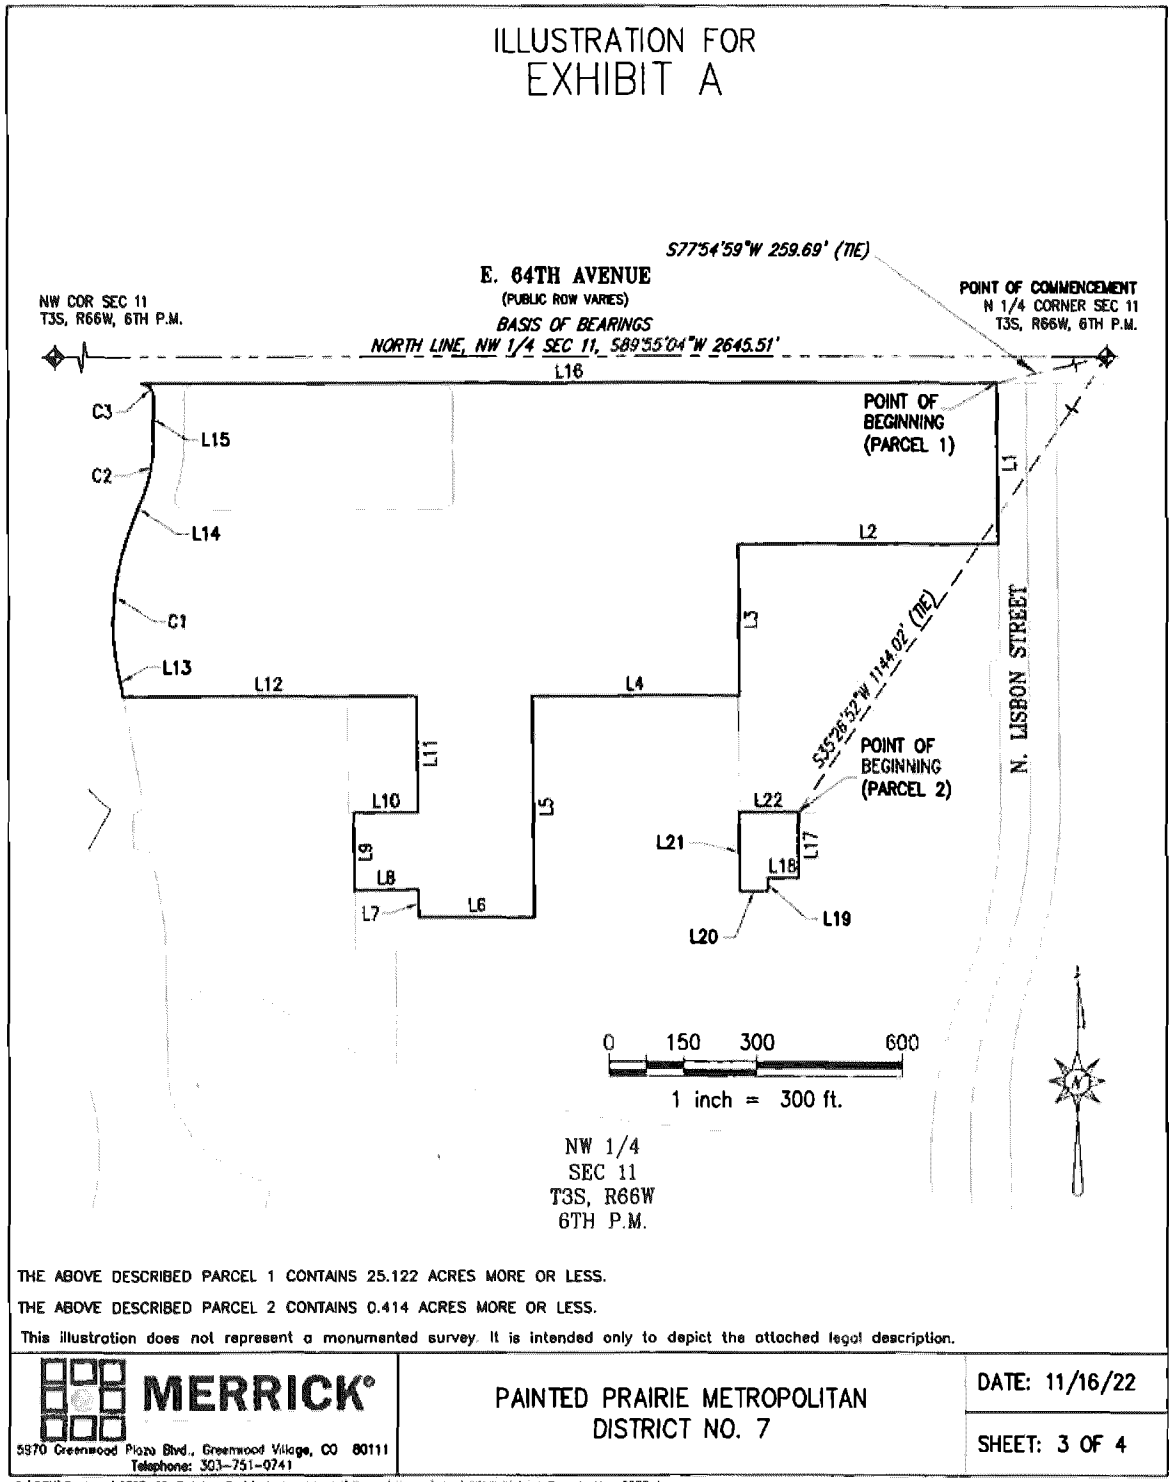 ILLUSTRATION FOR
EXHIBIT A
S77°54'59"W 259.69' (TIE)
E. 64TH AVENUE
(PUBLIC ROW VARIES)
BASIS OF BEARINGS
NORTH LINE, NW 1/4 SEC 11, S89°55'04"W 2645.51'
NW COR SEC 11
T3S, R66W, 6TH P.M.
POINT OF COMMENCEMENT
N 1/4 CORNER SEC 11
T3S, R66W, 6TH P.M.
L16
C3
L15
POINT OF
BEGINNING
(PARCEL 1)
L1
C2
L14
L2
C1
L3
S35°26'52"W 1144.02' (TIE)
N. LISBON STREET
L13
L12
L4
L11
L5
POINT OF
BEGINNING
(PARCEL 2)
L10
L22
L9
L21
L17
L8
L18
L7
L6
L19
L20
0 150 300 600
1 inch = 300 ft.
N
NW 1/4
SEC 11
T3S, R66W
6TH P.M.
THE ABOVE DESCRIBED PARCEL 1 CONTAINS 25.122 ACRES MORE OR LESS.
THE ABOVE DESCRIBED PARCEL 2 CONTAINS 0.414 ACRES MORE OR LESS.
This illustration does not represent a monumented survey. It is intended only to depict the attached legal description.
MERRICK®
5970 Greenwood Plaza Blvd., Greenwood Village, CO 80111
Telephone: 303-751-0741
PAINTED PRAIRIE METROPOLITAN
DISTRICT NO. 7
DATE: 11/16/22
SHEET: 3 OF 4